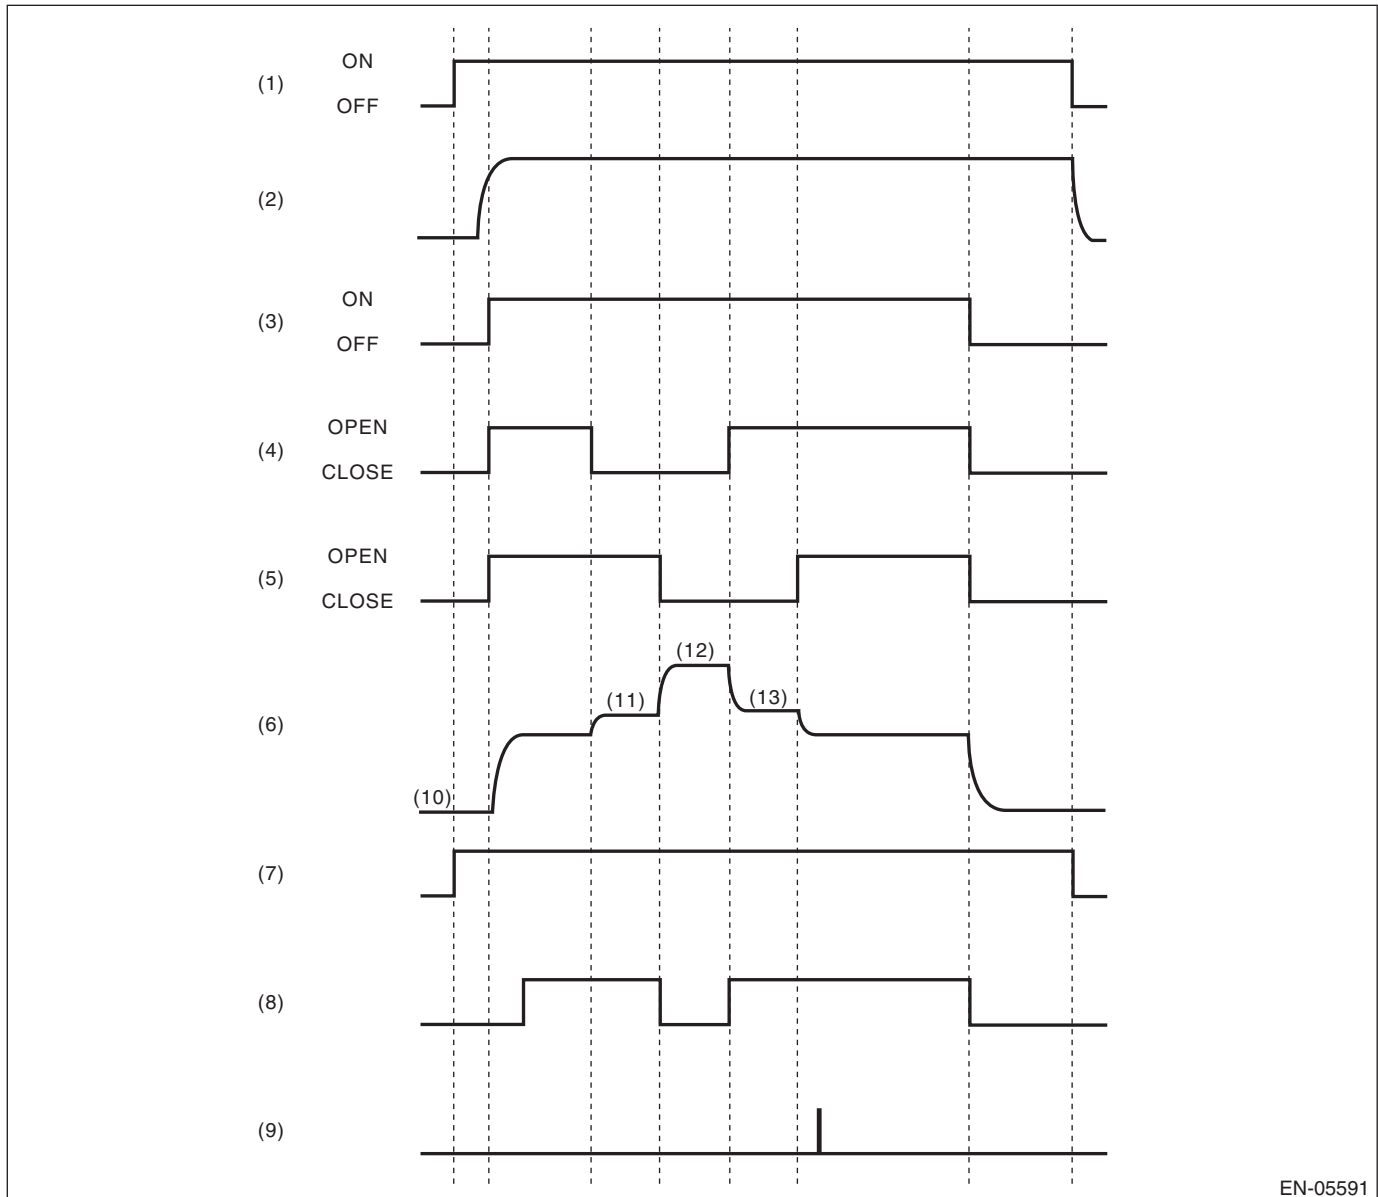 ON
(1)
OFF
(2)
ON
(3)
OFF
OPEN
(4)
CLOSE
OPEN
(5)
CLOSE
(12)
(11)
(13)
(6)
(10)
(7)
(8)
(9)
EN-05591